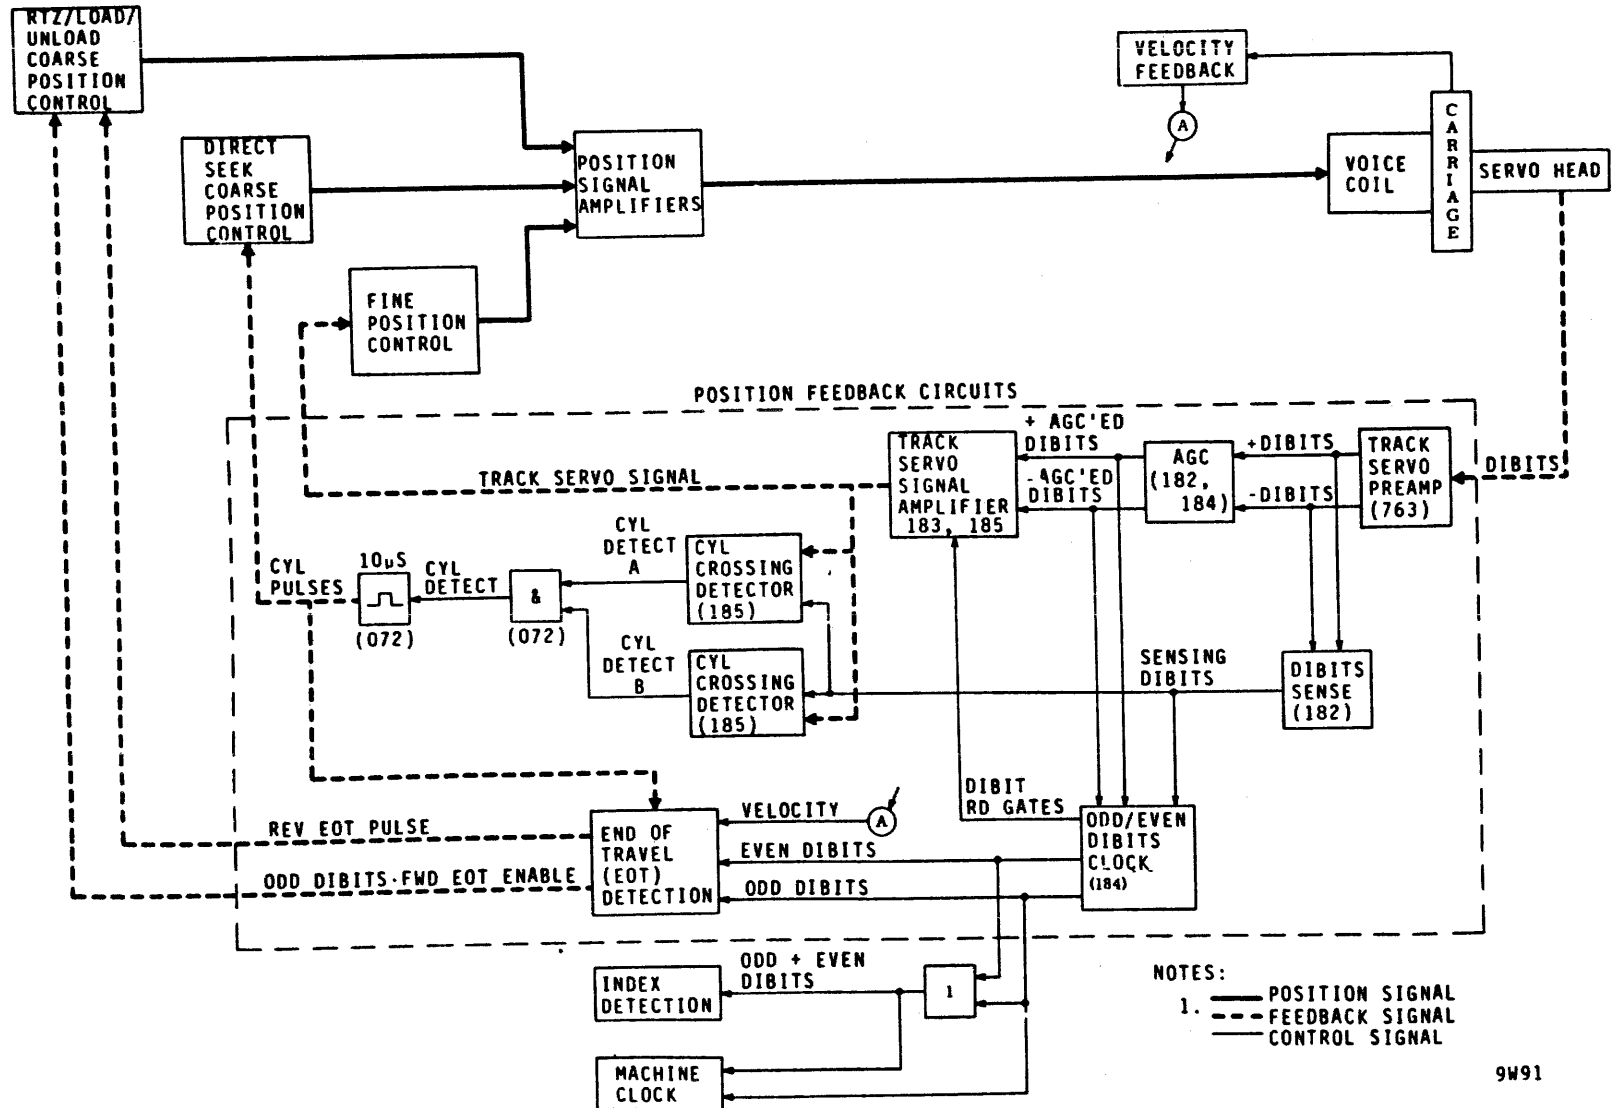 RTZ/LOAD/
UNLOAD
COARSE
POSITION
CONTROL
DIRECT
SEEK
COARSE
POSITION
CONTROL
FINE
POSITION
CONTROL
POSITION
SIGNAL
AMPLIFIERS
VELOCITY
FEEDBACK
A
VOICE
COIL
CARRIAGE
SERVO HEAD
POSITION FEEDBACK CIRCUITS
TRACK SERVO SIGNAL
TRACK
SERVO
SIGNAL
AMPLIFIER
183, 185
+ AGC'ED
DIBITS
-AGC'ED
DIBITS
AGC
(182,
184)
+DIBITS
-DIBITS
TRACK
SERVO
PREAMP
(763)
DIBITS
CYL
PULSES
10µS
(072)
CYL
DETECT
&
(072)
CYL
DETECT
A
CYL
CROSSING
DETECTOR
(185)
CYL
DETECT
B
CYL
CROSSING
DETECTOR
(185)
SENSING
DIBITS
DIBITS
SENSE
(182)
DIBIT
RD GATES
REV EOT PULSE
ODD DIBITS·FWD EOT ENABLE
END OF
TRAVEL
(EOT)
DETECTION
VELOCITY
A
EVEN DIBITS
ODD DIBITS
ODD/EVEN
DIBITS
CLOCK
(184)
INDEX
DETECTION
ODD + EVEN
DIBITS
1
MACHINE
CLOCK
NOTES:
1.
POSITION SIGNAL
FEEDBACK SIGNAL
CONTROL SIGNAL
9W91